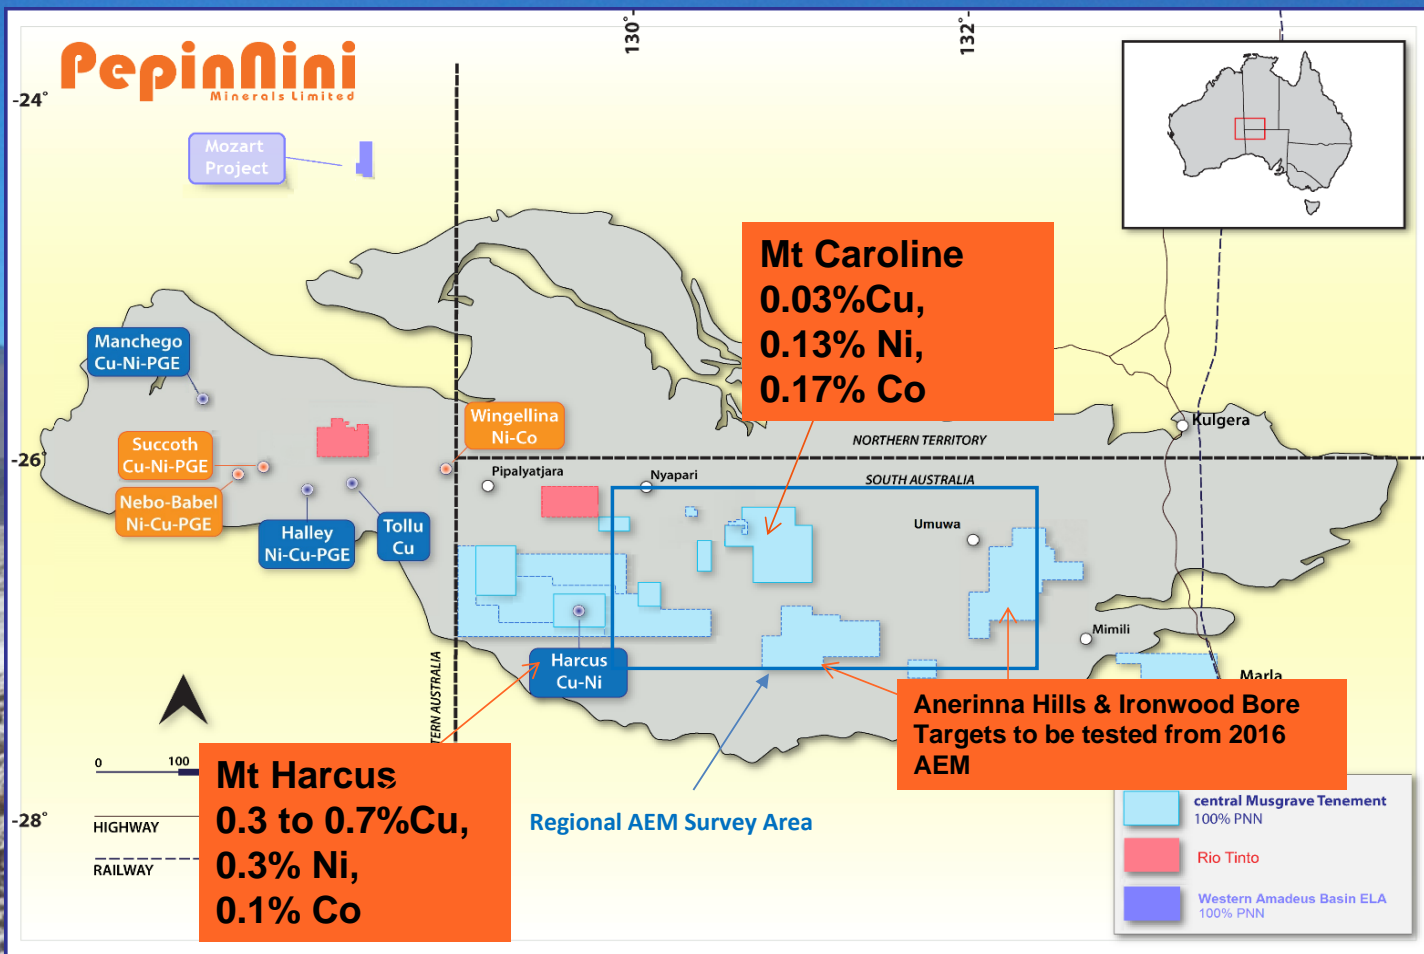 130°
132°
PepinNini
Minerals Limited
-24°
Mozart
Project
Mt Caroline
0.03%Cu,
0.13% Ni,
0.17% Co
Manchego
Cu-Ni-PGE
Wingellina
Ni-Co
Kulgera
Succoth
Cu-Ni-PGE
NORTHERN TERRITORY
-26°
Pipalyatjara
Nyapari
SOUTH AUSTRALIA
Nebo-Babel
Ni-Cu-PGE
Halley
Ni-Cu-PGE
Tollu
Cu
Umuwa
Mimili
Harcus
Cu-Ni
TERN AUSTRALIA
Marla
Anerinna Hills & Ironwood Bore
Targets to be tested from 2016
AEM
0 100
Mt Harcus
0.3 to 0.7%Cu,
0.3% Ni,
0.1% Co
Regional AEM Survey Area
-28°
HIGHWAY
RAILWAY
central Musgrave Tenement
100% PNN
Rio Tinto
Western Amadeus Basin ELA
100% PNN